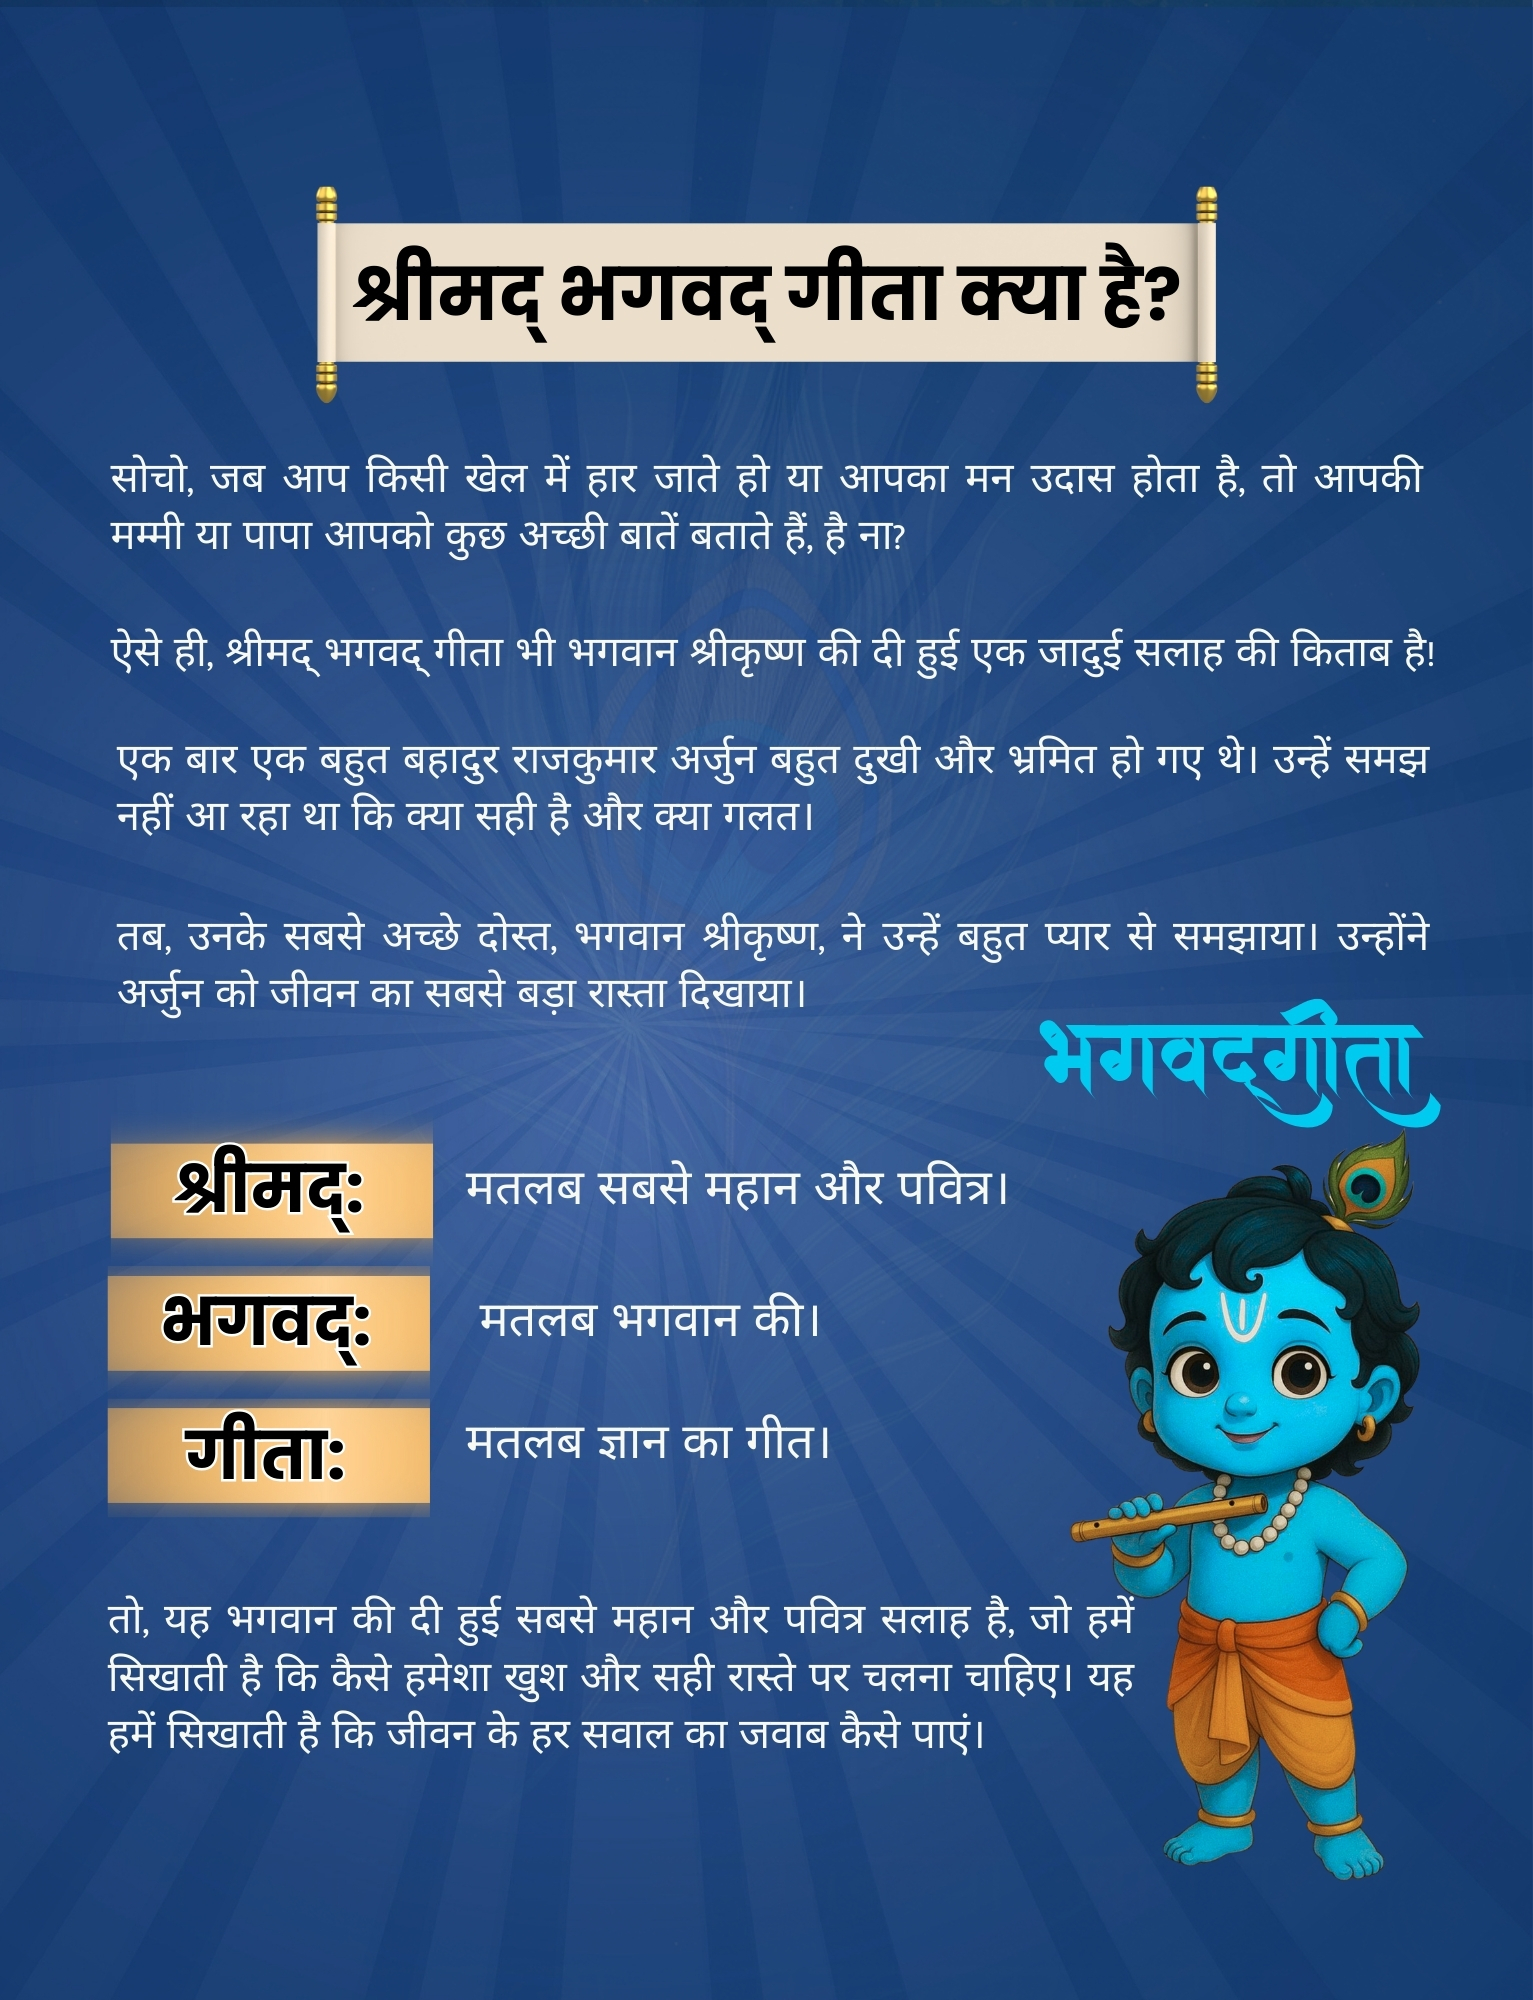 श्रीमद् भगवद् गीता क्या है?
सोचो, जब आप किसी खेल में हार जाते हो या आपका मन उदास होता है, तो आपकी
मम्मी या पापा आपको कुछ अच्छी बातें बताते हैं, है ना?
ऐसे ही, श्रीमद् भगवद् गीता भी भगवान श्रीकृष्ण की दी हुई एक जादुई सलाह की किताब है!
एक बार एक बहुत बहादुर राजकुमार अर्जुन बहुत दुखी और भ्रमित हो गए थे। उन्हें समझ
नहीं आ रहा था कि क्या सही है और क्या गलत।
तब, उनके सबसे अच्छे दोस्त, भगवान श्रीकृष्ण, ने उन्हें बहुत प्यार से समझाया। उन्होंने
अर्जुन को जीवन का सबसे बड़ा रास्ता दिखाया।
भगवद्गीता
श्रीमद्: मतलब सबसे महान और पवित्र।
भगवद्: मतलब भगवान की।
गीता: मतलब ज्ञान का गीत।
तो, यह भगवान की दी हुई सबसे महान और पवित्र सलाह है, जो हमें
सिखाती है कि कैसे हमेशा खुश और सही रास्ते पर चलना चाहिए। यह
हमें सिखाती है कि जीवन के हर सवाल का जवाब कैसे पाएं।